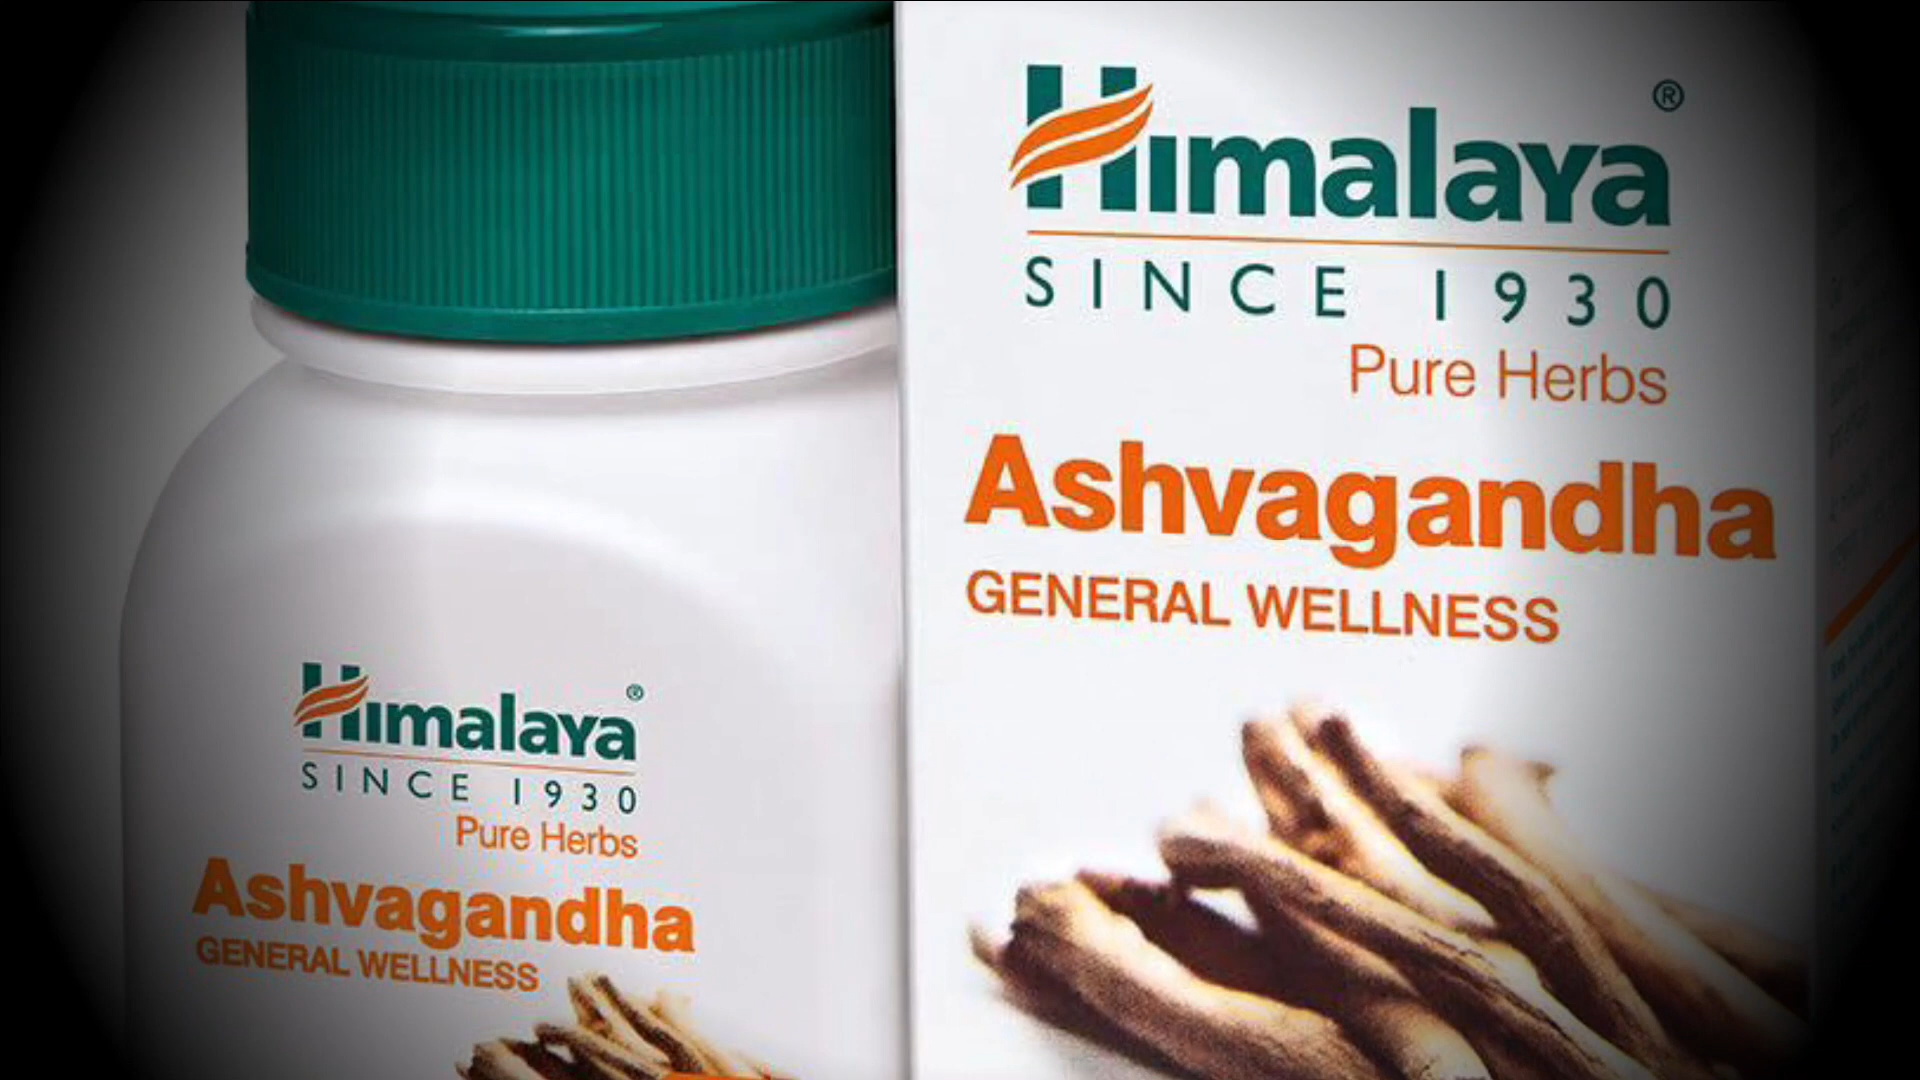 Himalaya ®
SINCE 1930
Pure Herbs
Ashvagandha
GENERAL WELLNESS
Himalaya ®
SINCE 1930
Pure Herbs
Ashvagandha
GENERAL WELLNESS